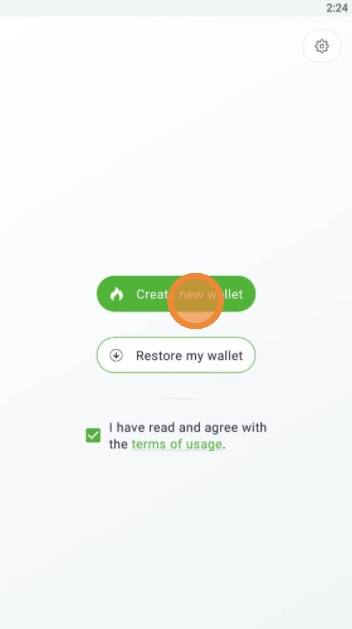 2:24
Create new wallet
Restore my wallet
I have read and agree with
the terms of usage.